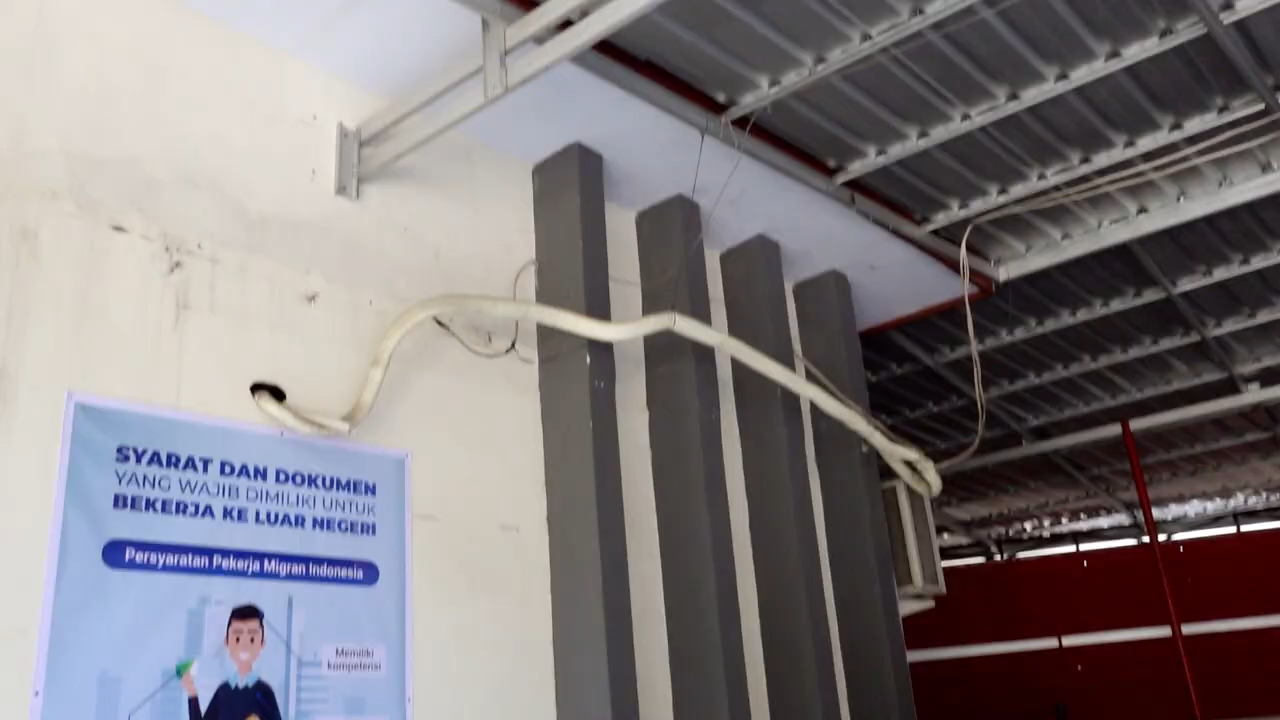 SYARAT DAN DOKUMEN
YANG WAJIB DIMILIKI UNTUK
BEKERJA KE LUAR NEGERI
Persyaratan Pekerja Migran Indonesia
Memiliki
kompetensi